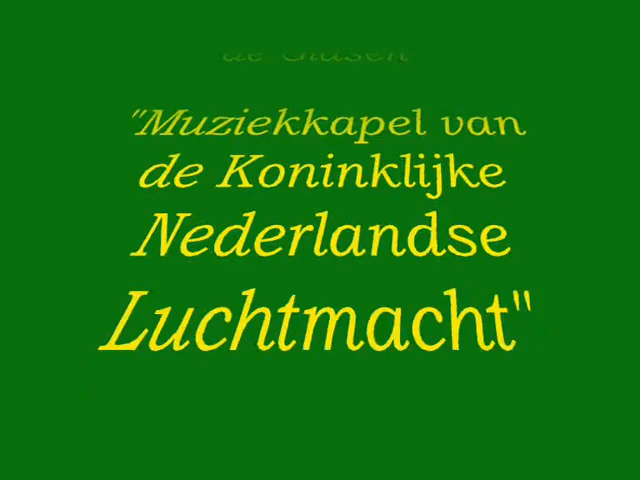 "Muziekkapel van
de Koninklijke
Nederlandse
Luchtmacht"